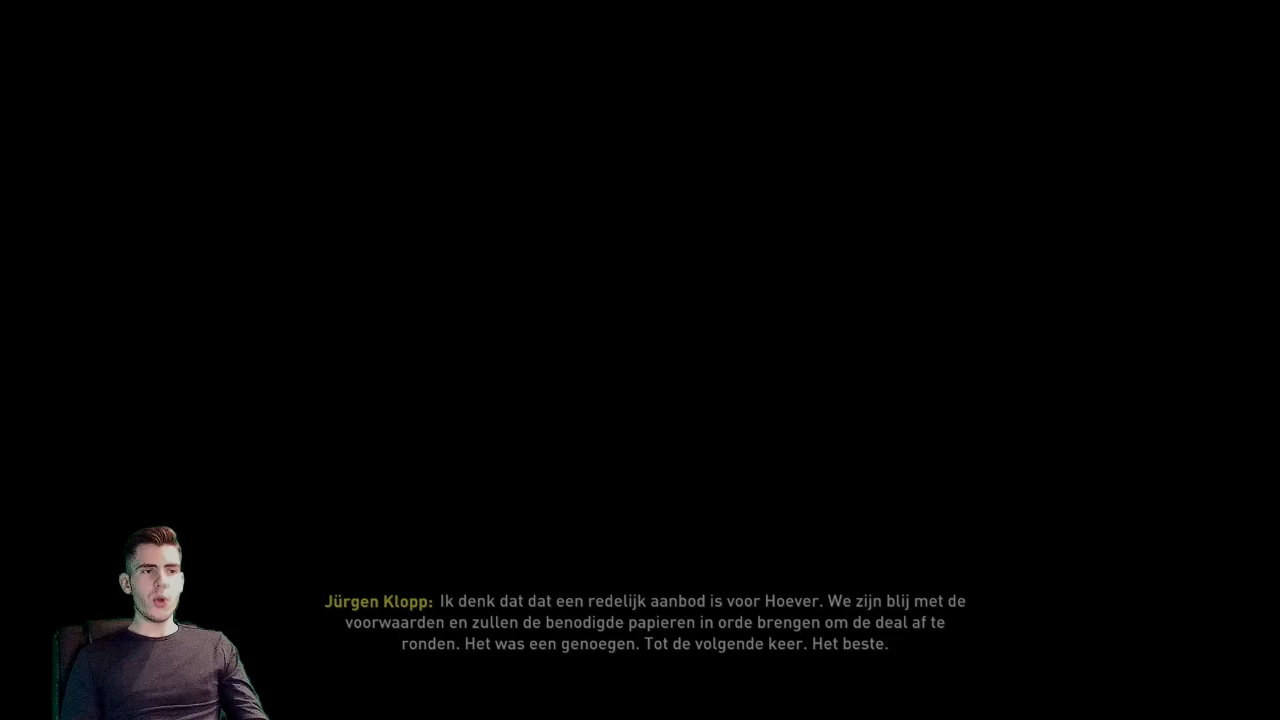 Jürgen Klopp: Ik denk dat dat een redelijk aanbod is voor Hoever. We zijn blij met de
voorwaarden en zullen de benodigde papieren in orde brengen om de deal af te
ronden. Het was een genoegen. Tot de volgende keer. Het beste.